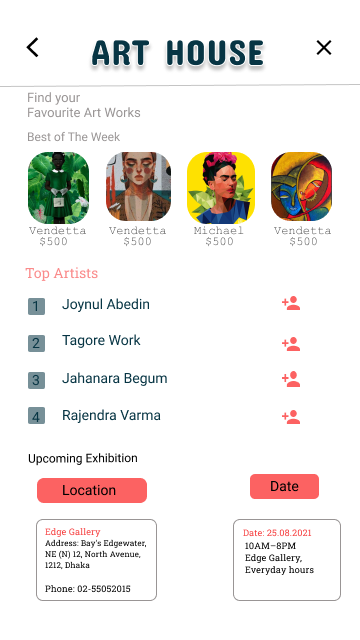 ART HOUSE
Find your
Favourite Art Works
Best of The Week
Vendetta Vendetta Michael Vendetta
$500 $500 $500 $500
Top Artists
1 Joynul Abedin
2 Tagore Work
3 Jahanara Begum
4 Rajendra Varma
Upcoming Exhibition
Location Date
Edge Gallery
Address: Bay's Edgewater,
NE (N) 12, North Avenue,
1212, Dhaka
Phone: 02-55052015
Date: 25.08.2021
10AM–8PM
Edge Gallery,
Everyday hours